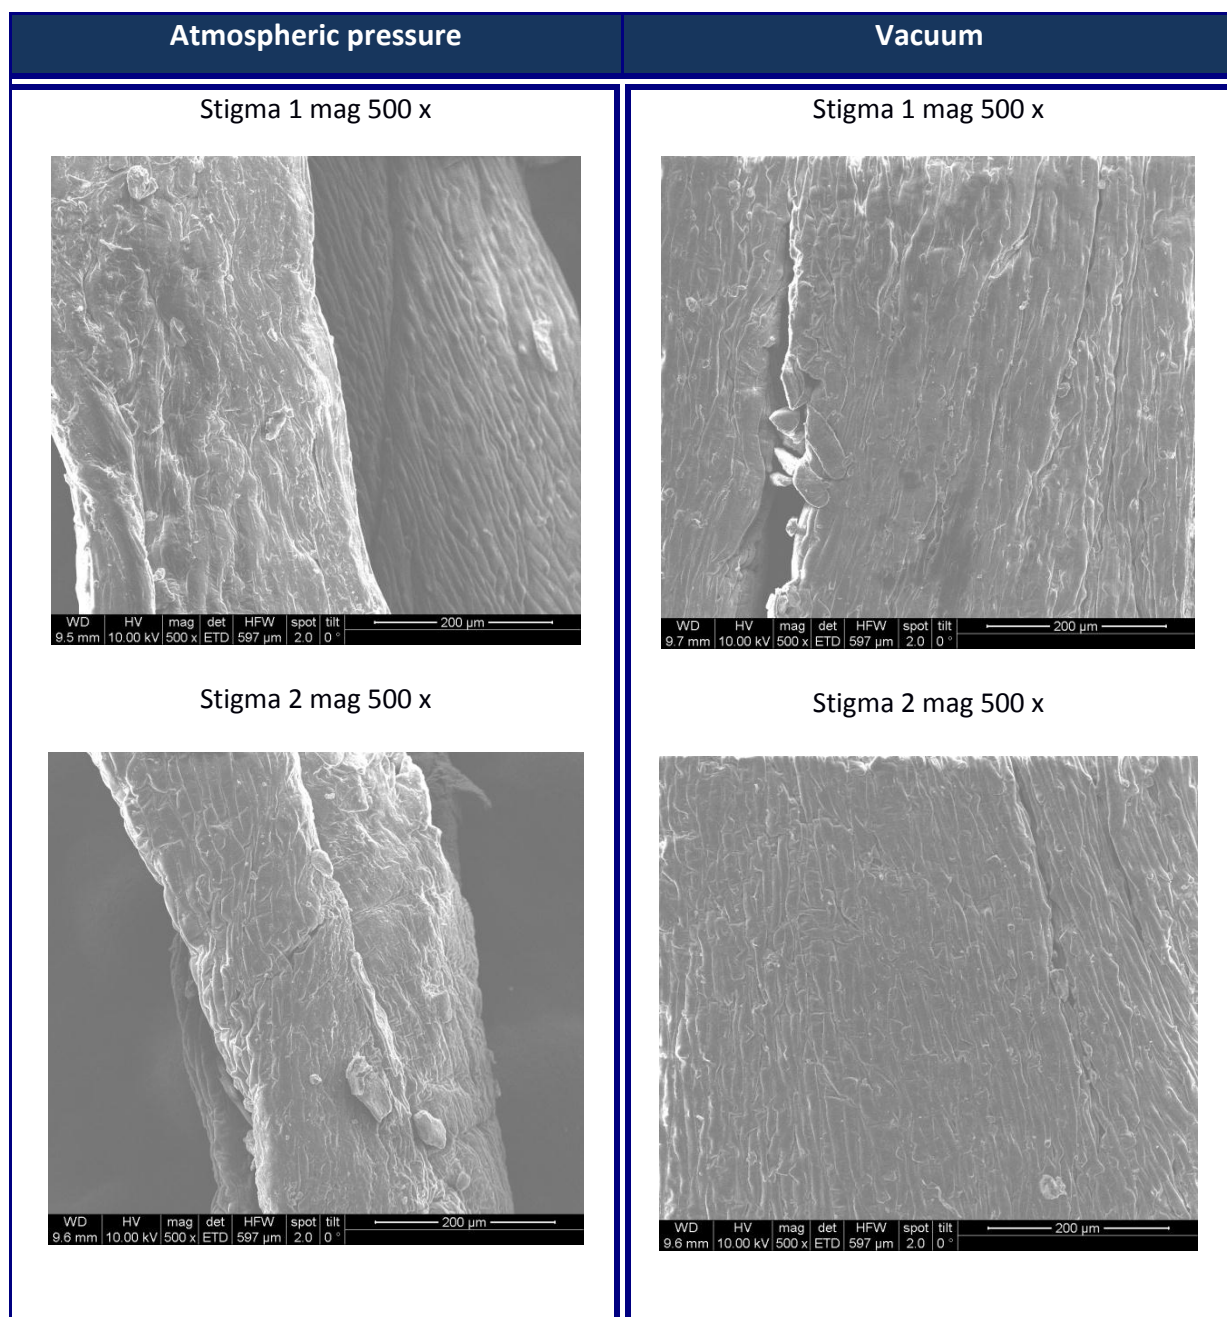 Atmospheric pressure
Vacuum
Stigma 1 mag 500 x
WD HV mag det HFW spot tilt
9.5 mm 10.00 kV 500 x ETD 597 µm 2.0 0 °
200 µm
Stigma 1 mag 500 x
WD HV mag det HFW spot tilt
9.7 mm 10.00 kV 500 x ETD 597 µm 2.0 0 °
200 µm
Stigma 2 mag 500 x
WD HV mag det HFW spot tilt
9.6 mm 10.00 kV 500 x ETD 597 µm 2.0 0 °
200 µm
Stigma 2 mag 500 x
WD HV mag det HFW spot tilt
9.6 mm 10.00 kV 500 x ETD 597 µm 2.0 0 °
200 µm